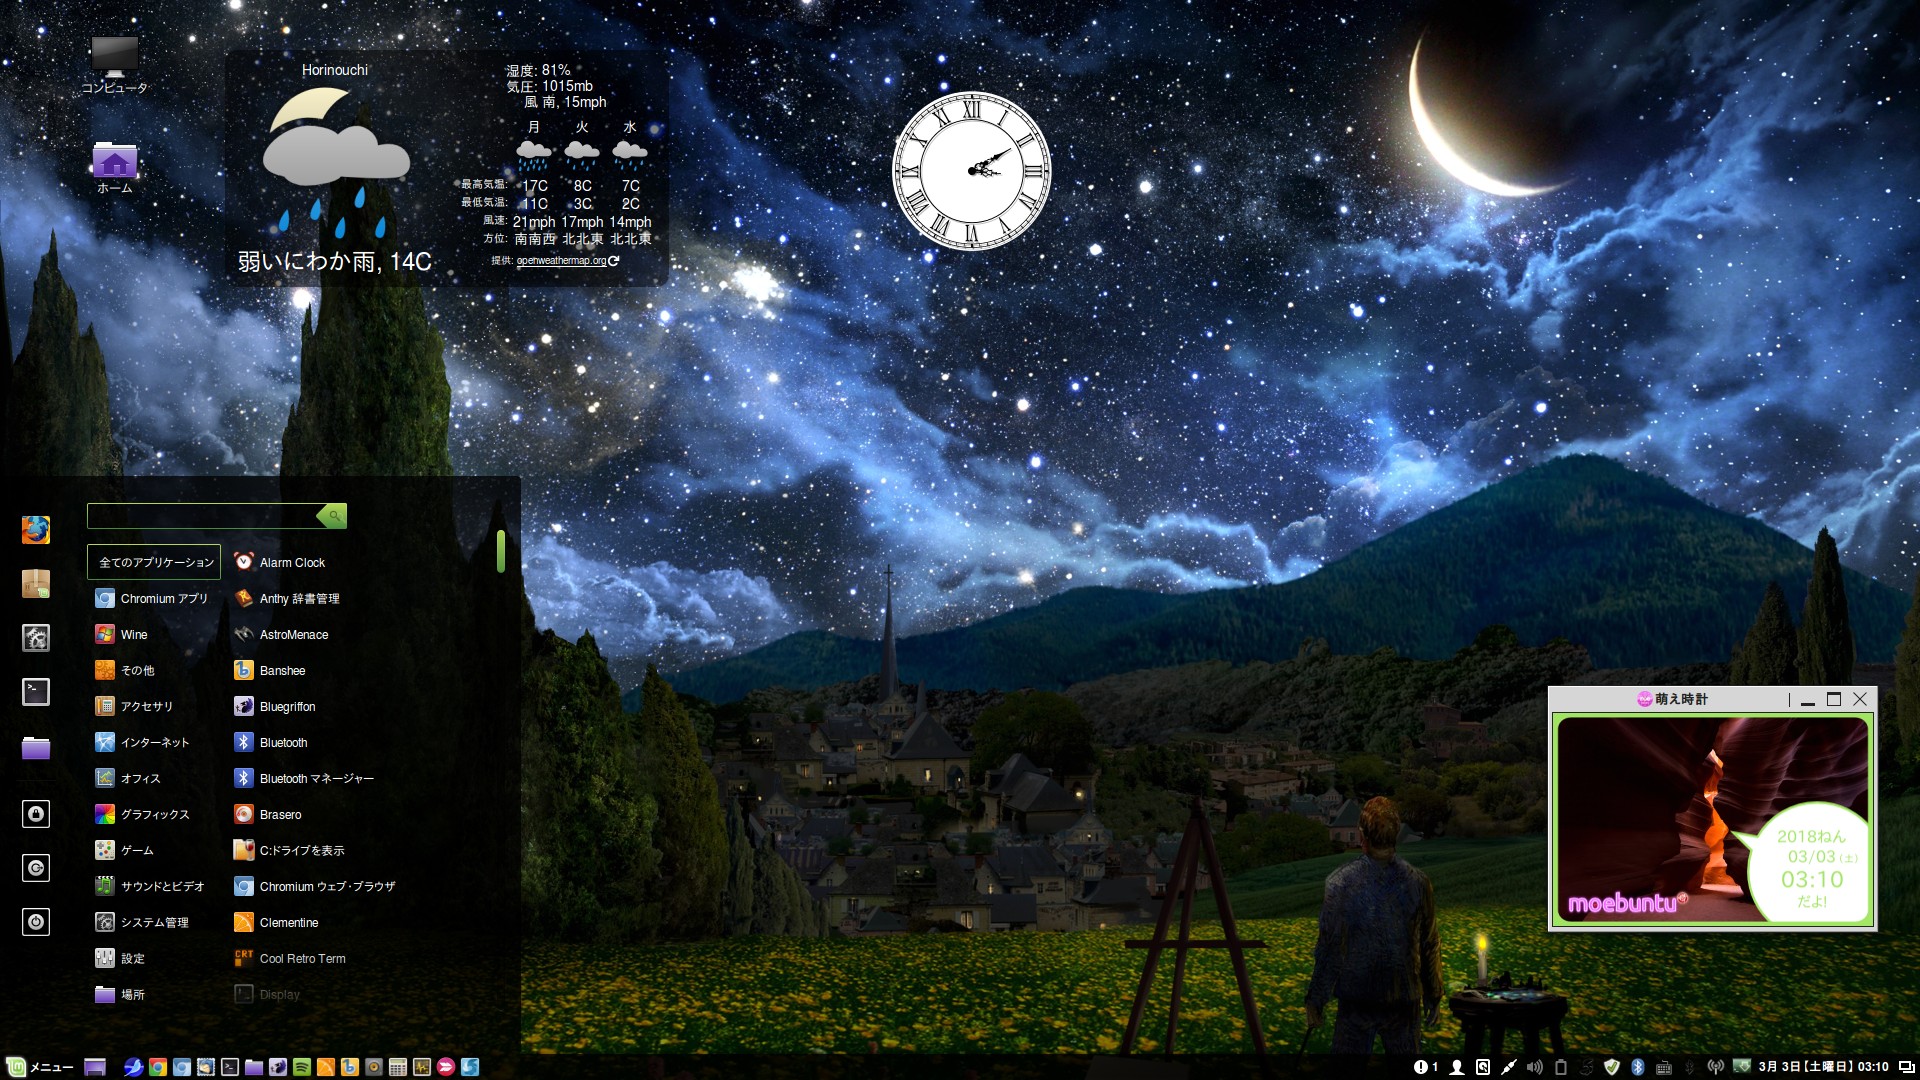 コンピュータ
ホーム
Horinouchi
弱いにわか雨, 14C
湿度: 81%
気圧: 1015mb
風 南, 15mph
月 火 水
最高気温: 17C 8C 7C
最低気温: 11C 3C 2C
風速: 21mph 17mph 14mph
方位: 南南西 北北東 北北東
提供: openweathermap.org
XII I II III V VI VII VIII IX X XI
全てのアプリケーション
Chromium アプリ
Wine
その他
アクセサリ
インターネット
オフィス
グラフィックス
ゲーム
サウンドとビデオ
システム管理
設定
場所
Alarm Clock
Anthy 辞書管理
AstroMenace
Banshee
Bluegriffon
Bluetooth
Bluetooth マネージャー
Brasero
C:ドライブを表示
Chromium ウェブ・ブラウザ
Clementine
CRT
Cool Retro Term
Display
萌え時計
2018ねん
03/03 (土)
03:10
だよ!
moebuntu
メニュー
1
3月 3日【土曜日】03:10